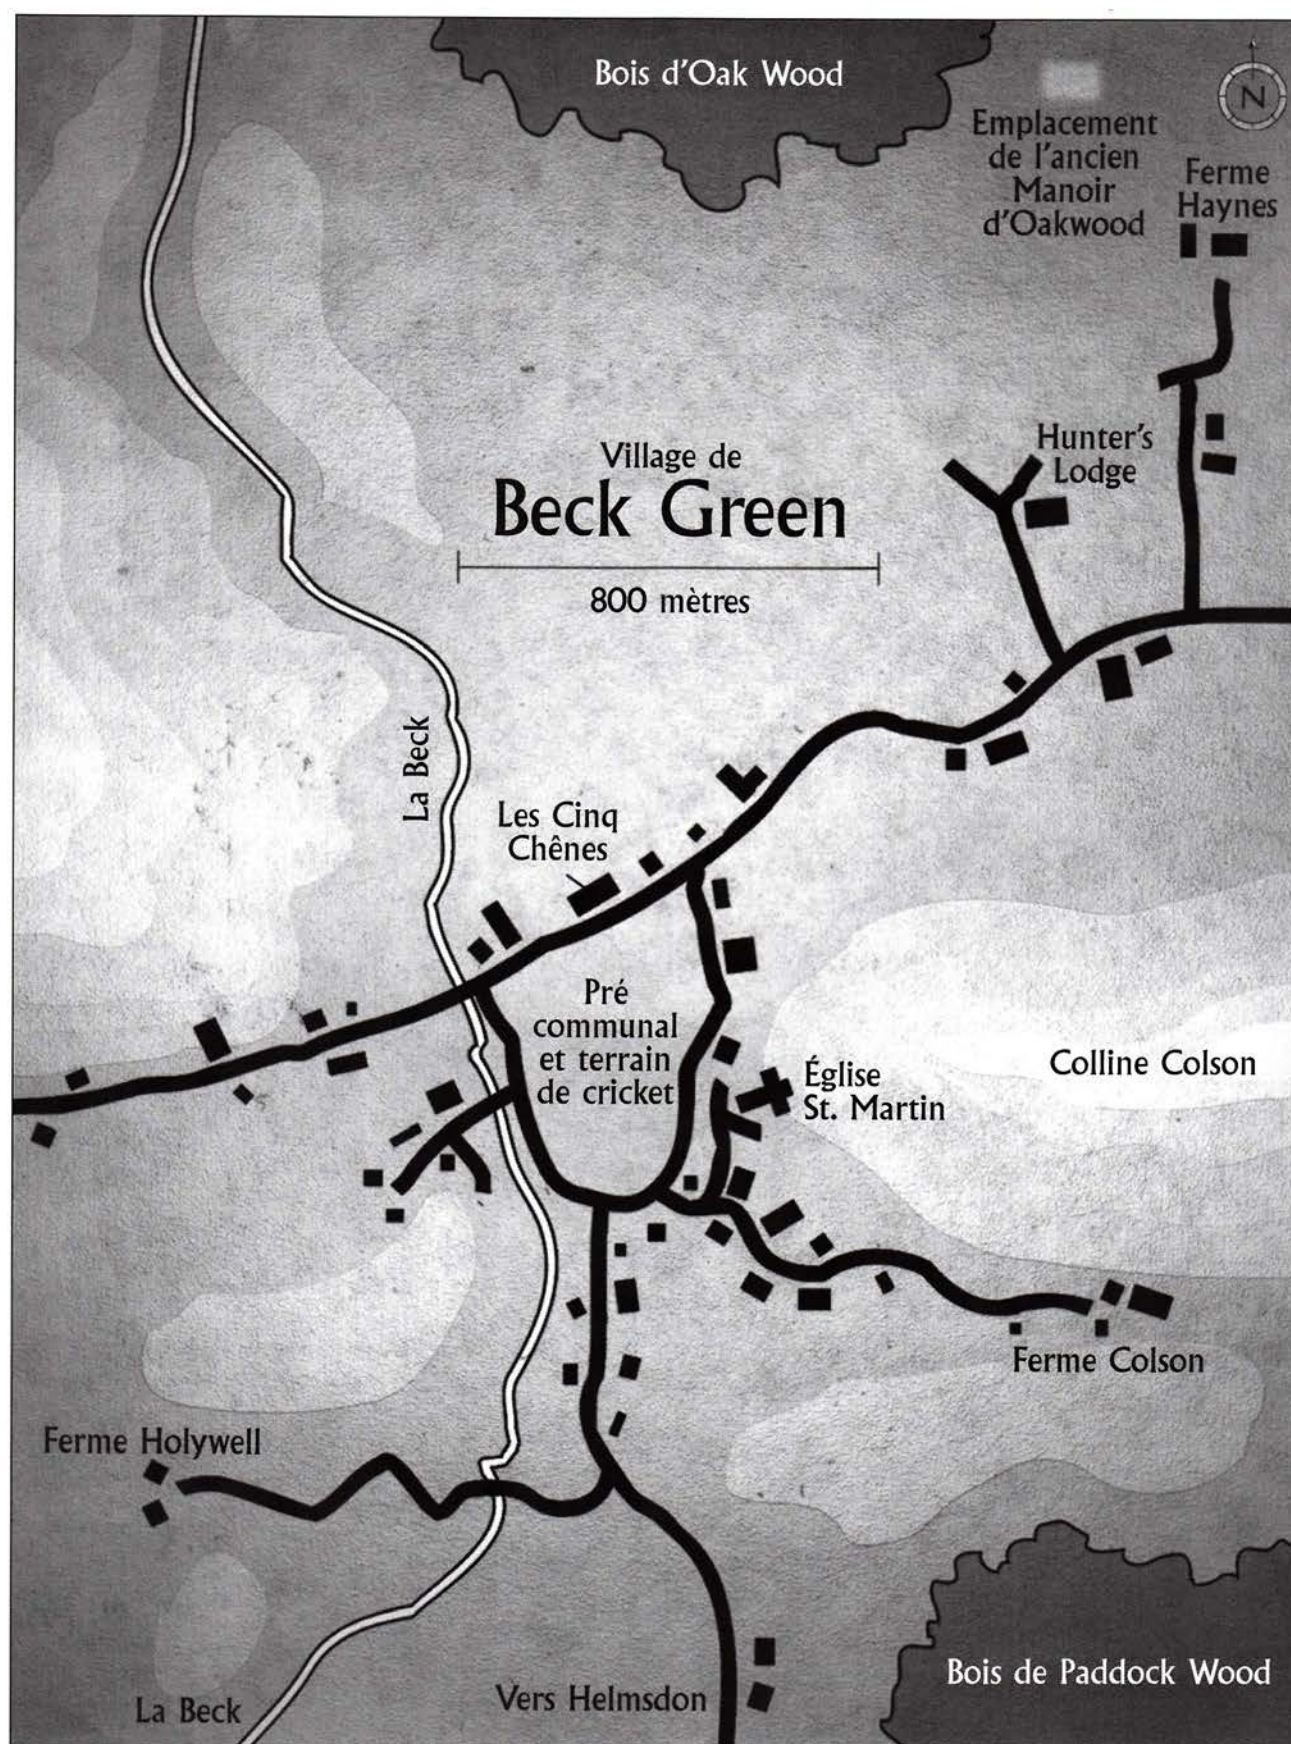 Bois d'Oak Wood
N
Emplacement
de l'ancien
Manoir
d'Oakwood
Ferme
Haynes
Hunter's
Lodge
Village de
Beck Green
800 mètres
La Beck
Les Cinq
Chênes
Pré
communal
et terrain
de cricket
Église
St. Martin
Colline Colson
Ferme Colson
Ferme Holywell
Bois de Paddock Wood
Vers Helmsdon
La Beck